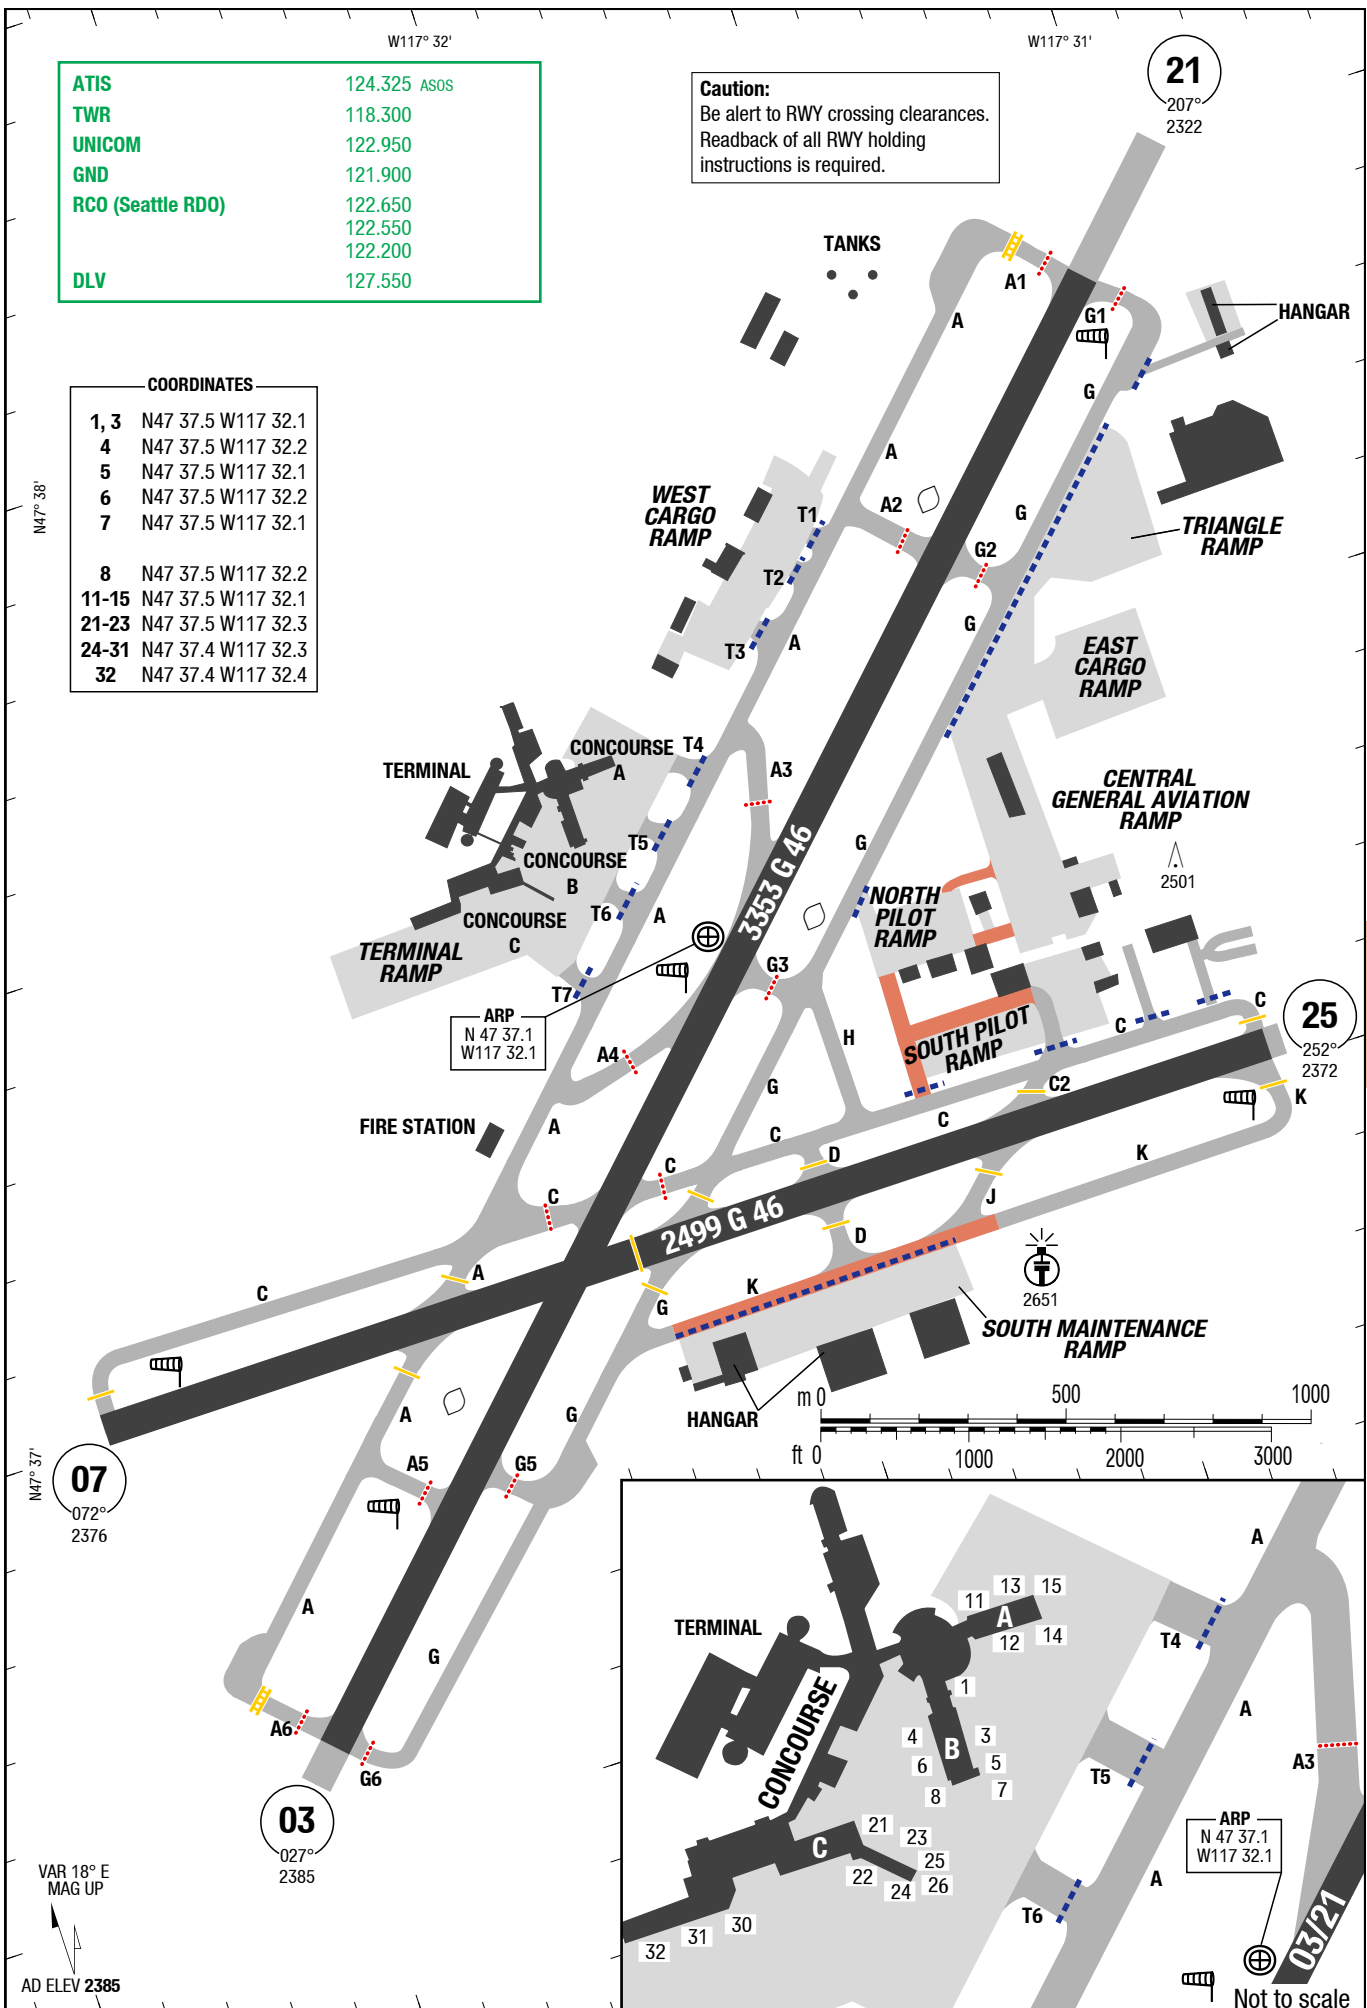 W117° 32'
W117° 31'
21
207°
2322
ATIS 124.325 ASOS
TWR 118.300
UNICOM 122.950
GND 121.900
RCO (Seattle RDO) 122.650
122.550
122.200
DLV 127.550
Caution:
Be alert to RWY crossing clearances.
Readback of all RWY holding
instructions is required.
TANKS
A1
G1
HANGAR
A
G
COORDINATES
1, 3 N47 37.5 W117 32.1
4 N47 37.5 W117 32.2
5 N47 37.5 W117 32.1
6 N47 37.5 W117 32.2
7 N47 37.5 W117 32.1
8 N47 37.5 W117 32.2
11-15 N47 37.5 W117 32.1
21-23 N47 37.5 W117 32.3
24-31 N47 37.4 W117 32.3
32 N47 37.4 W117 32.4
N47° 38'
A
WEST
CARGO
RAMP
T1
A2
G
TRIANGLE
RAMP
T2
G2
G
T3
A
EAST
CARGO
RAMP
CONCOURSE
A
T4
TERMINAL
A3
CENTRAL
GENERAL AVIATION
RAMP
T5
3353 G 46
G
CONCOURSE
B
2501
T6
A
NORTH
PILOT
RAMP
CONCOURSE
C
TERMINAL
RAMP
G3
T7
ARP
N 47 37.1
W117 32.1
A4
H
SOUTH PILOT
RAMP
C
C
25
252°
2372
G
C2
K
FIRE STATION
A
C
C
D
K
C
C
J
2499 G 46
D
A
C
K
G
2651
SOUTH MAINTENANCE
RAMP
m 0 500 1000
HANGAR
ft 0 1000 2000 3000
A
G
N47° 37'
07
072°
2376
A5
G5
A
G
A6
G6
03
027°
2385
VAR 18° E
MAG UP
AD ELEV 2385
A
TERMINAL
11
13
15
A
12
14
T4
CONCOURSE
1
4
3
B
6
5
8
7
A
A3
T5
21
23
C
25
22
24
26
30
31
32
A
T6
ARP
N 47 37.1
W117 32.1
03/21
Not to scale